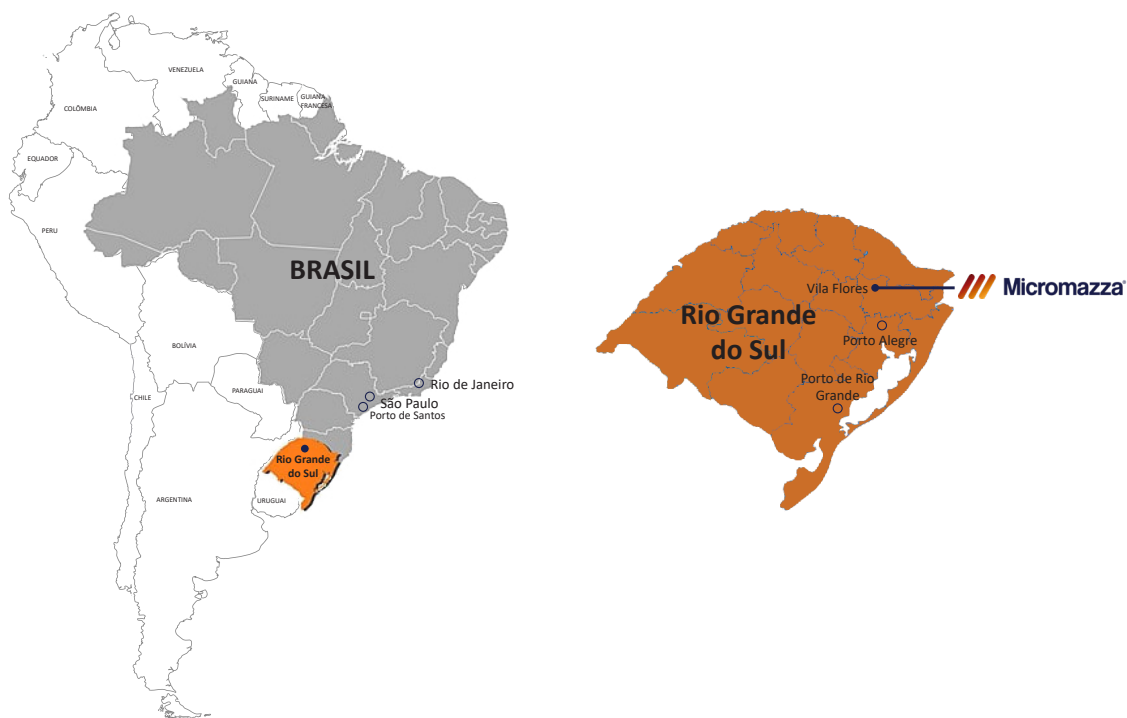 VENEZUELA
GUIANA
SURINAME
GUIANA
FRANCESA
COLÔMBIA
EQUADOR
PERU
BRASIL
BOLÍVIA
PARAGUAI
CHILE
Rio de Janeiro
São Paulo
Porto de Santos
Rio Grande
do Sul
ARGENTINA
URUGUAI
Vila Flores
Micromazza
Rio Grande
do Sul
Porto Alegre
Porto de Rio
Grande